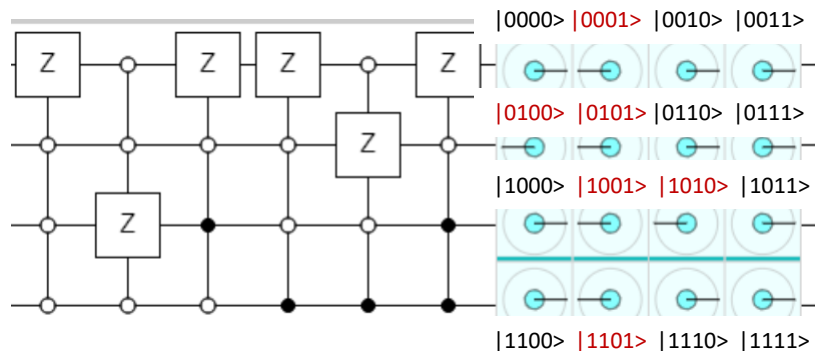 |0000> |0001> |0010> |0011>
Z Z Z Z
|0100> |0101> |0110> |0111>
Z
|1000> |1001> |1010> |1011>
Z
|1100> |1101> |1110> |1111>